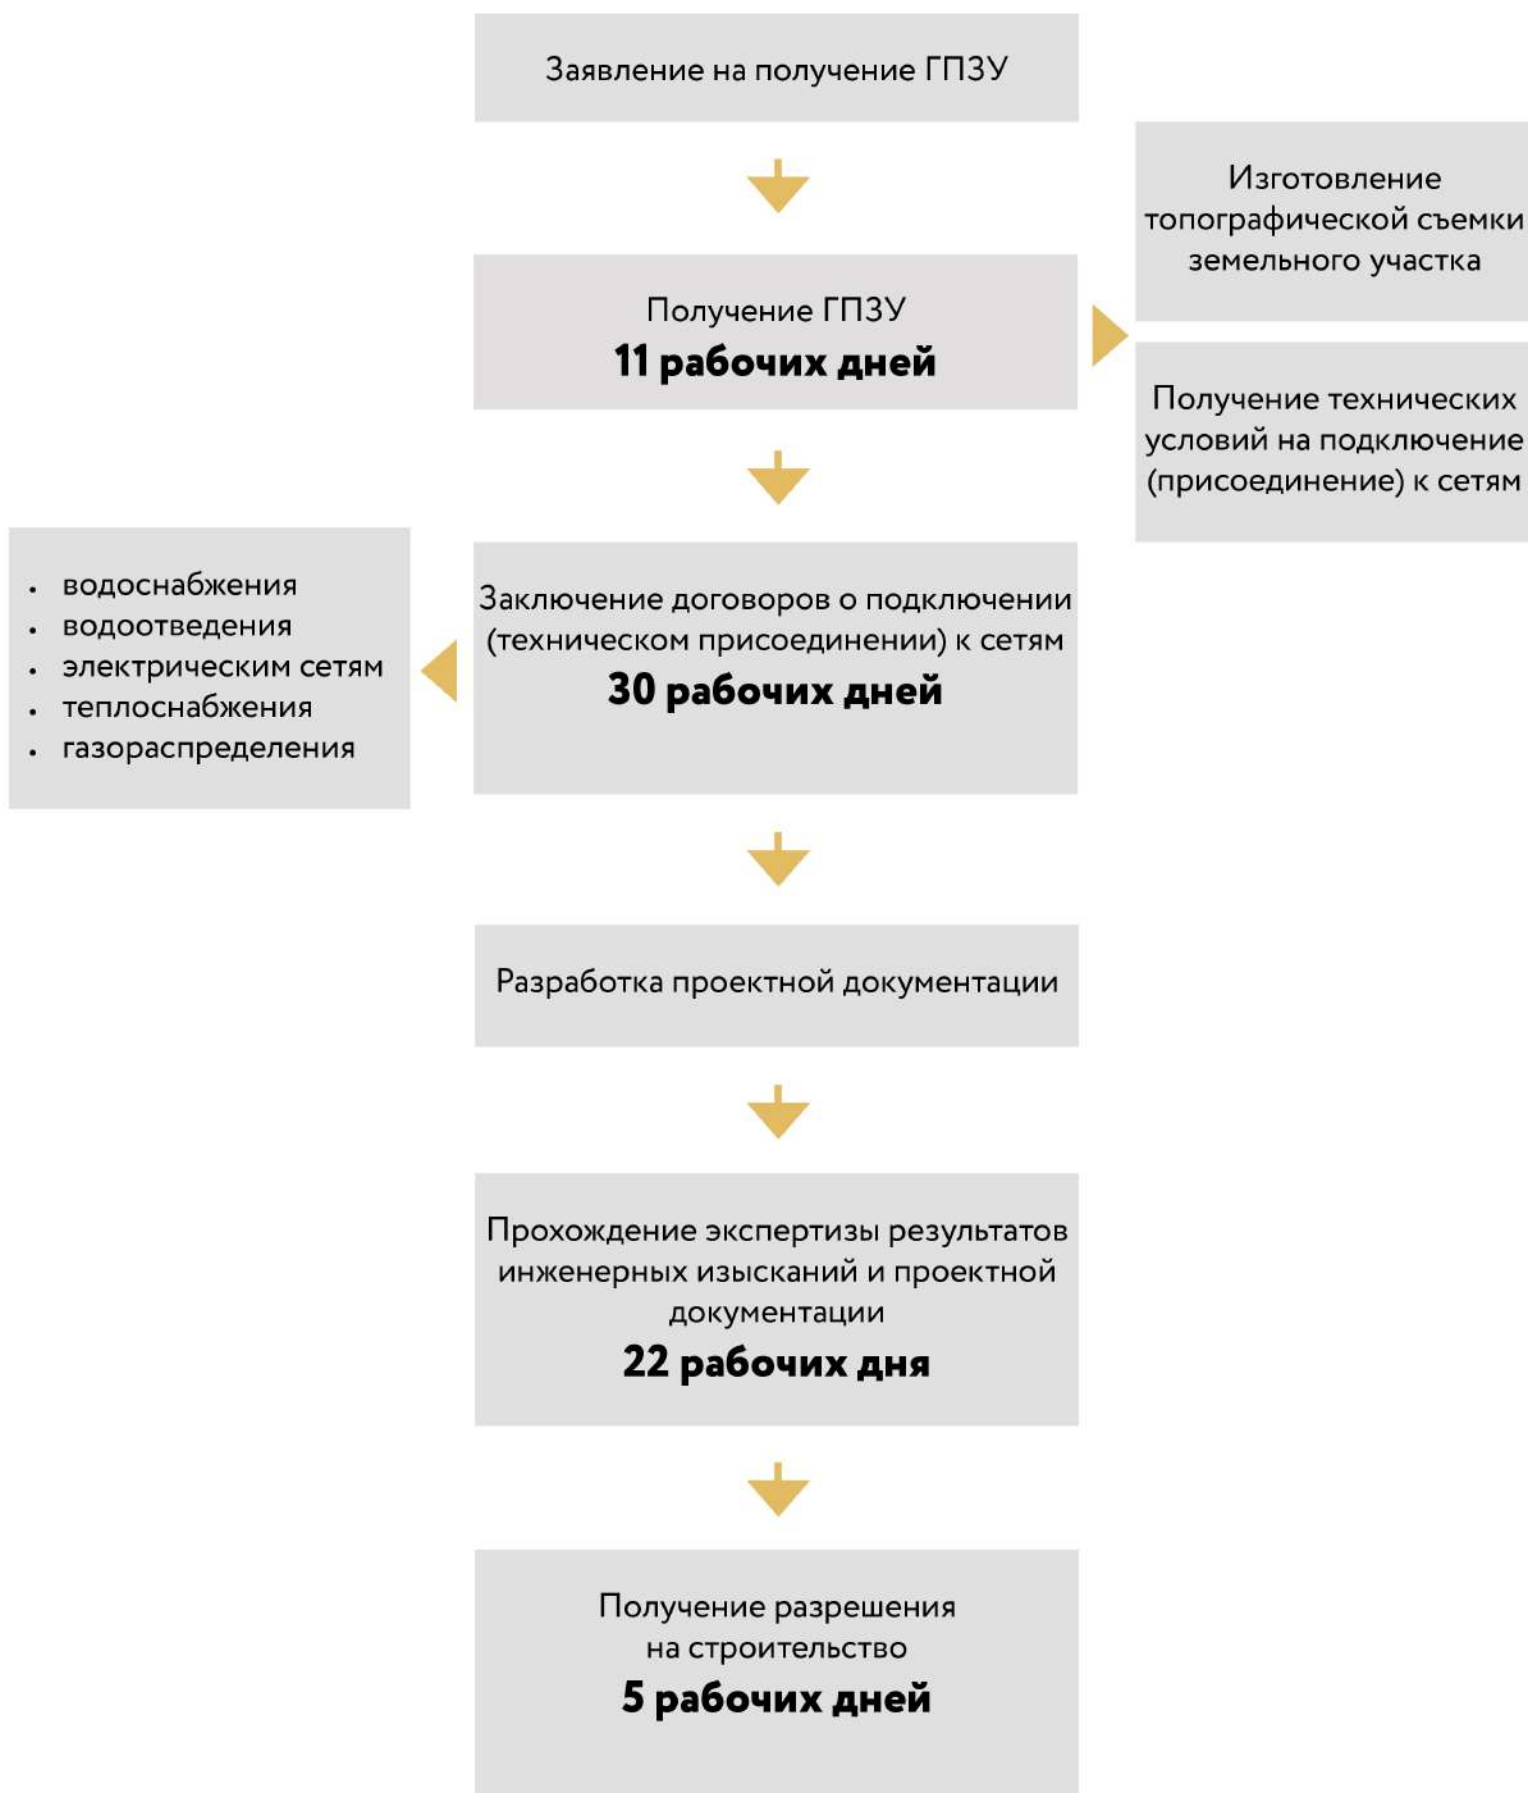 Заявление на получение ГПЗУ
Изготовление
топографической съемки
земельного участка
Получение ГПЗУ
11 рабочих дней
Получение технических
условий на подключение
(присоединение) к сетям
• водоснабжения
• водоотведения
• электрическим сетям
• теплоснабжения
• газораспределения
Заключение договоров о подключении
(техническом присоединении) к сетям
30 рабочих дней
Разработка проектной документации
Прохождение экспертизы результатов
инженерных изысканий и проектной
документации
22 рабочих дня
Получение разрешения
на строительство
5 рабочих дней